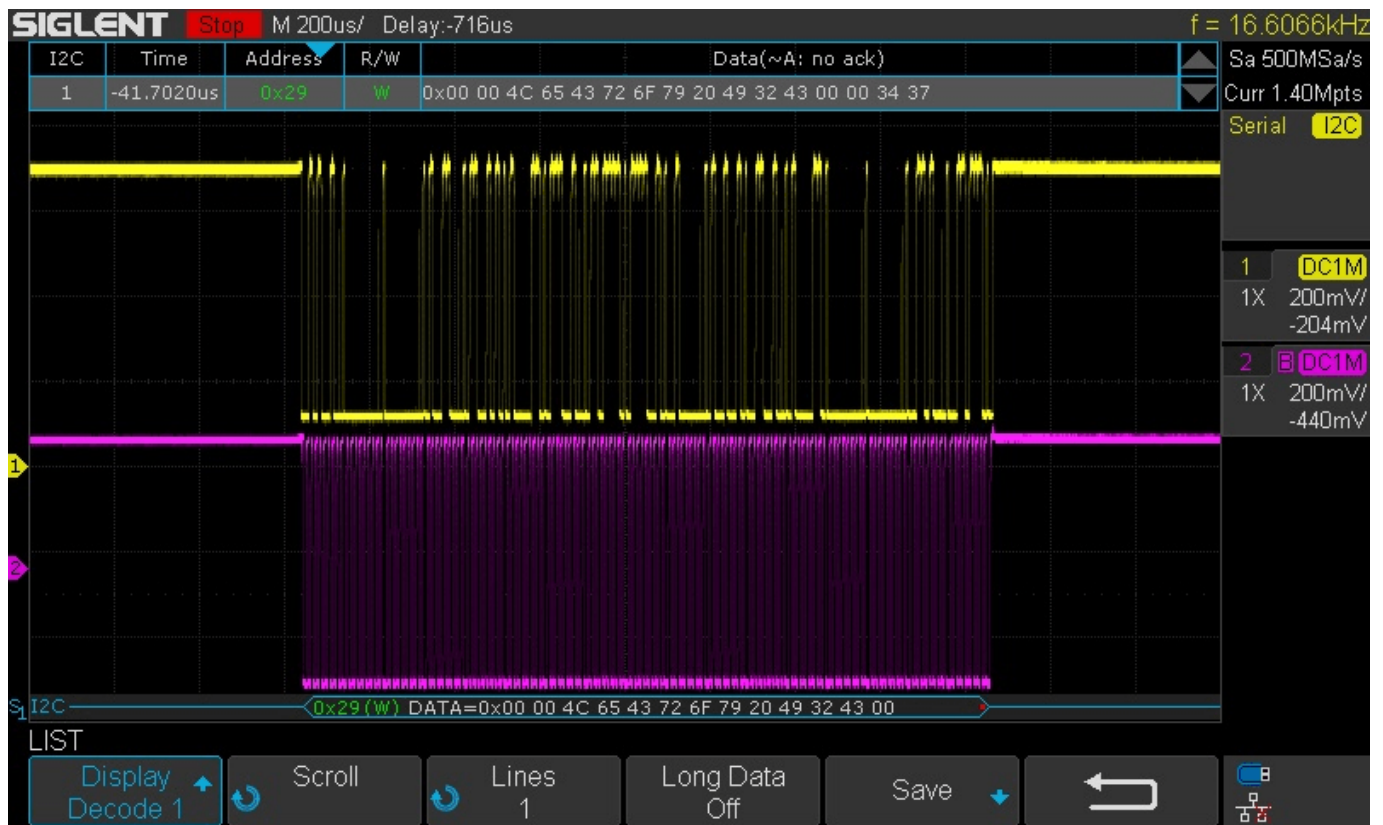 SIGLENT Stop M 200us/ Delay:-716us f = 16.6066kHz
I2C Time Address R/W Data(~A: no ack) Sa 500MSa/s
1 -41.7020us 0x29 W 0x00 00 4C 65 43 72 6F 79 20 49 32 43 00 00 34 37 Curr 1.40Mpts
Serial I2C
1 DC1M
1X 200mV/
-204mV
2 B DC1M
1X 200mV/
-440mV
1
2
S1 I2C 0x29(W) DATA=0x00 00 4C 65 43 72 6F 79 20 49 32 43 00
LIST
Display Decode 1
Scroll
Lines 1
Long Data Off
Save